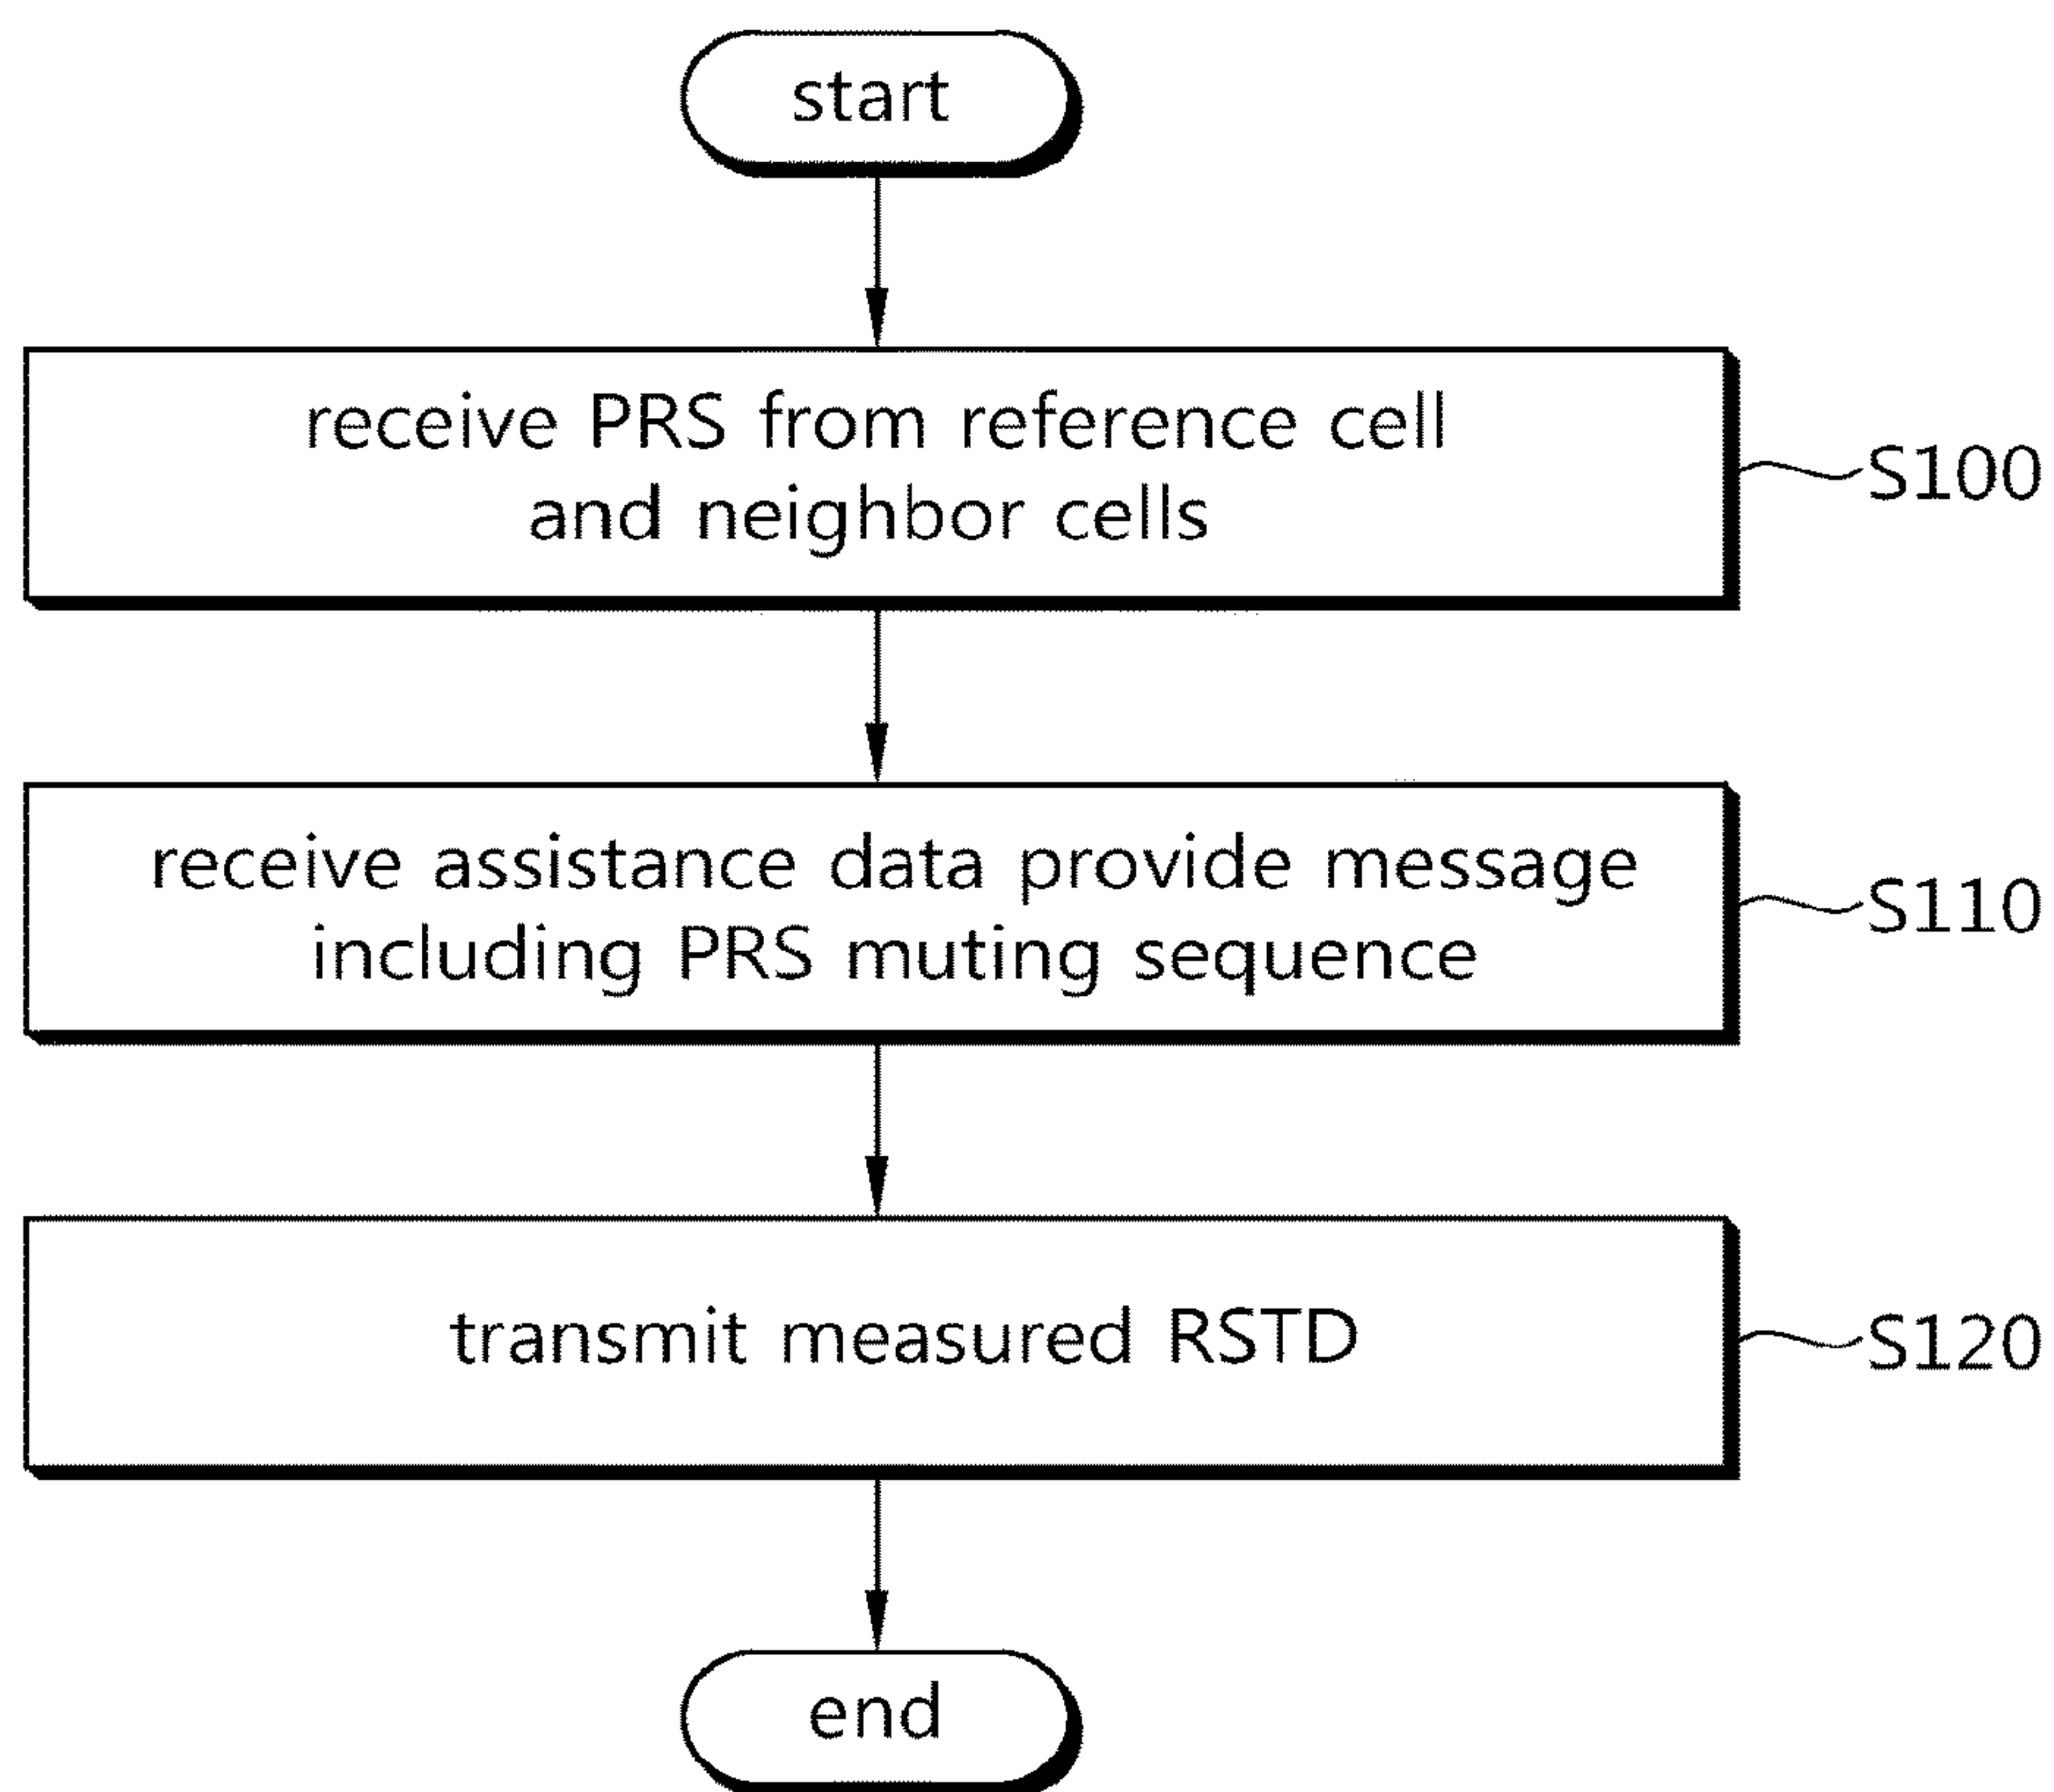 start
receive PRS from reference cell
and neighbor cells
S100
receive assistance data provide message
including PRS muting sequence
S110
transmit measured RSTD
S120
end